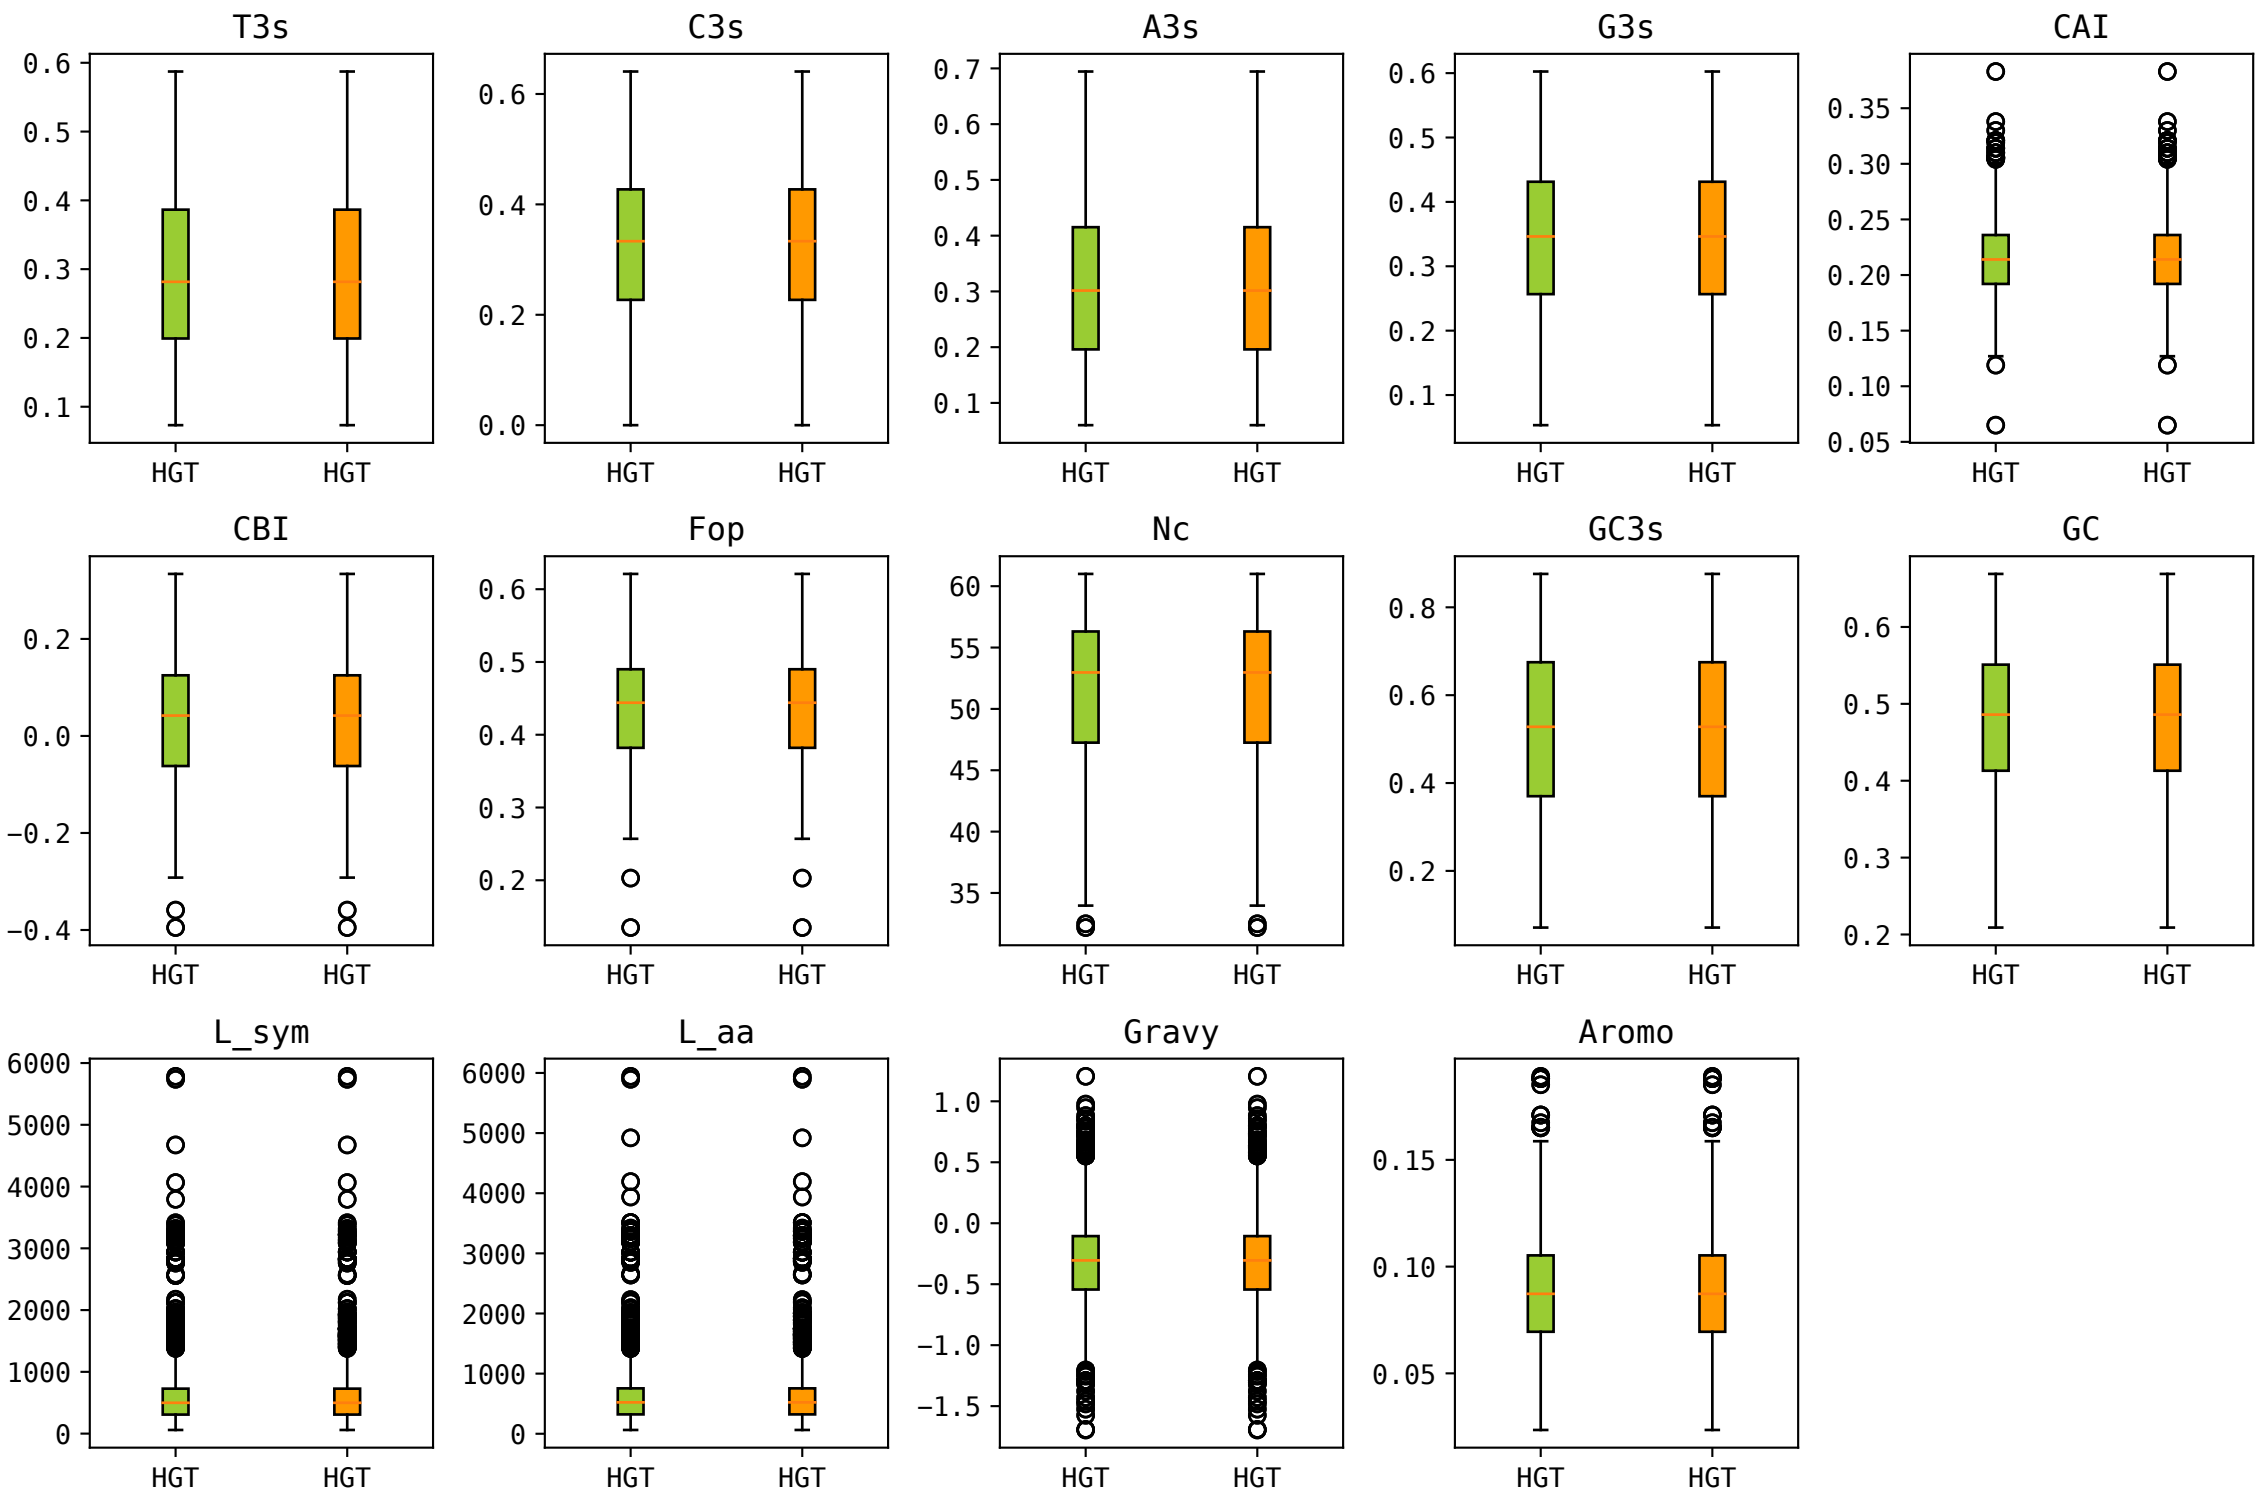 T3s C3s A3s G3s CAI
0.6 0.5 0.4 0.3 0.2 0.1
0.6 0.4 0.2 0.0
0.7 0.6 0.5 0.4 0.3 0.2 0.1
0.6 0.5 0.4 0.3 0.2 0.1
0.35 0.30 0.25 0.20 0.15 0.10 0.05
HGT HGT HGT HGT HGT HGT HGT HGT HGT HGT
CBI Fop Nc GC3s GC
0.2 0.0 −0.2 −0.4
0.6 0.5 0.4 0.3 0.2
60 55 50 45 40 35
0.8 0.6 0.4 0.2
0.6 0.5 0.4 0.3 0.2
HGT HGT HGT HGT HGT HGT HGT HGT HGT HGT
L_sym L_aa Gravy Aromo
6000 5000 4000 3000 2000 1000 0
6000 5000 4000 3000 2000 1000 0
1.0 0.5 0.0 −0.5 −1.0 −1.5
0.15 0.10 0.05
HGT HGT HGT HGT HGT HGT HGT HGT